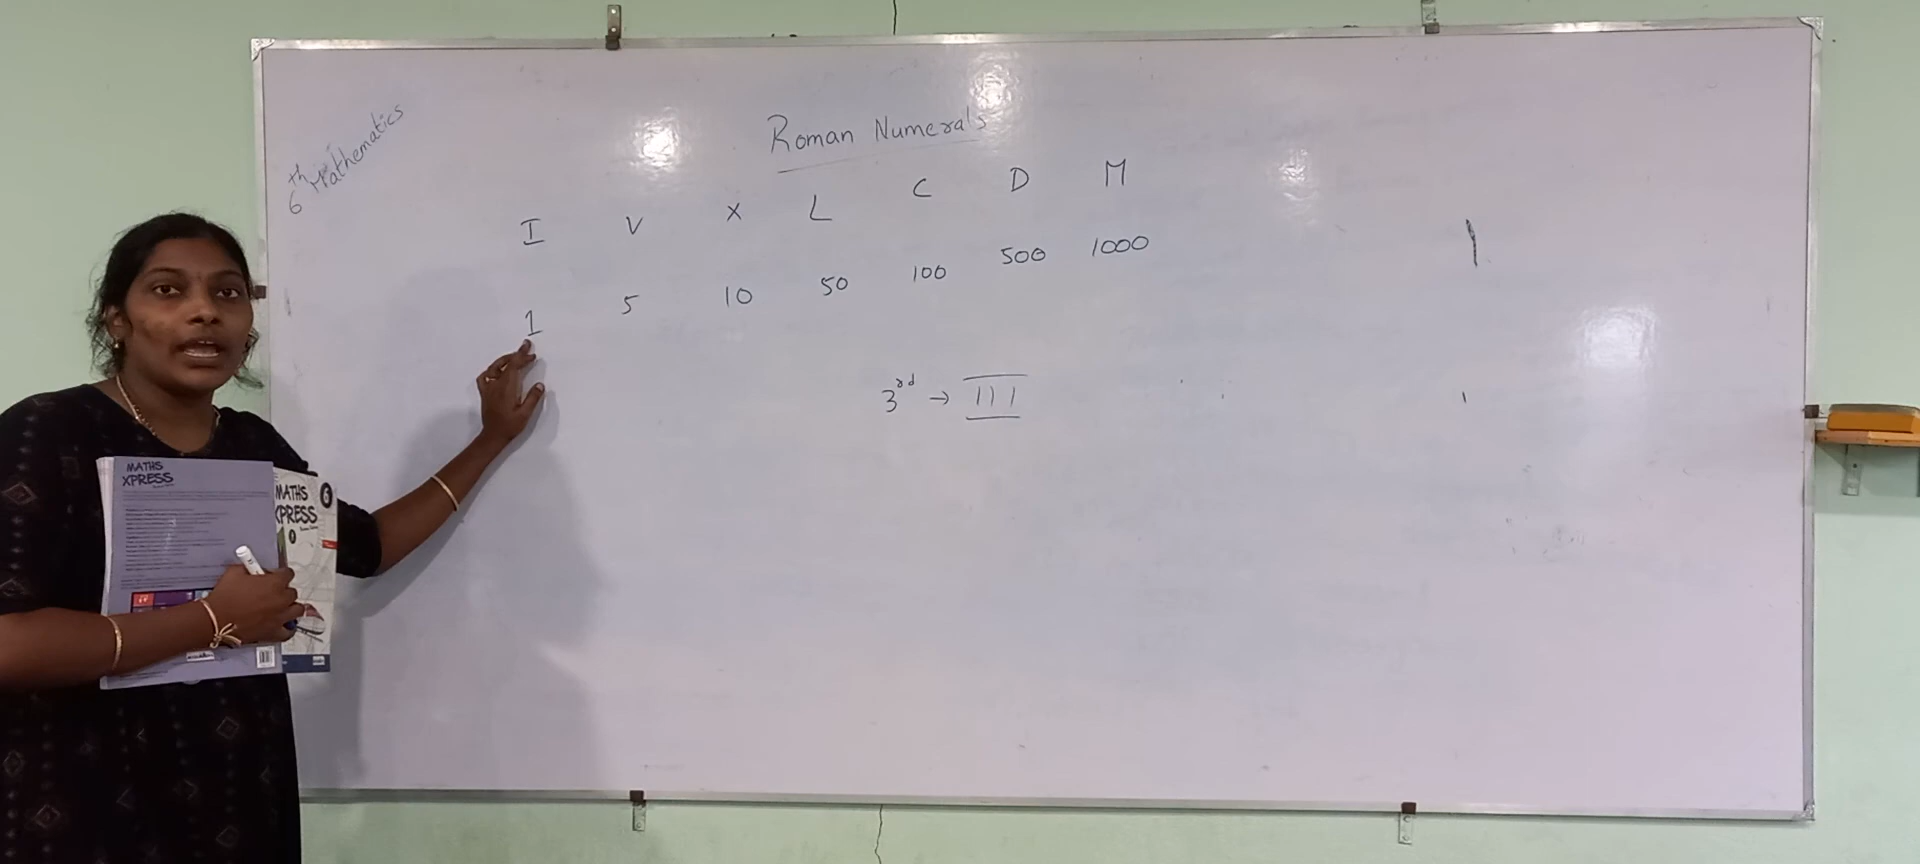 6th Mathematics
Roman Numerals
I V X L C D M
1 5 10 50 100 500 1000
3rd → III
MATHS
XPRESS
MATHS
XPRESS
6